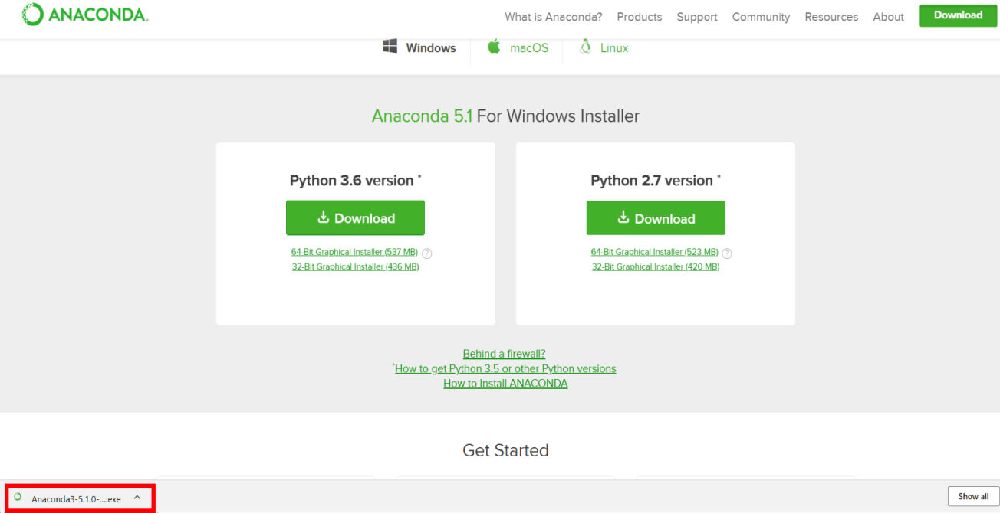 ANACONDA.
What is Anaconda? Products Support Community Resources About Download
Windows macOS Linux
Anaconda 5.1 For Windows Installer
Python 3.6 version *
Download
64-Bit Graphical Installer (537 MB) ?
32-Bit Graphical Installer (436 MB)
Python 2.7 version *
Download
64-Bit Graphical Installer (523 MB) ?
32-Bit Graphical Installer (420 MB)
Behind a firewall?
*How to get Python 3.5 or other Python versions
How to Install ANACONDA
Get Started
Anaconda3-5.1.0-....exe
Show all